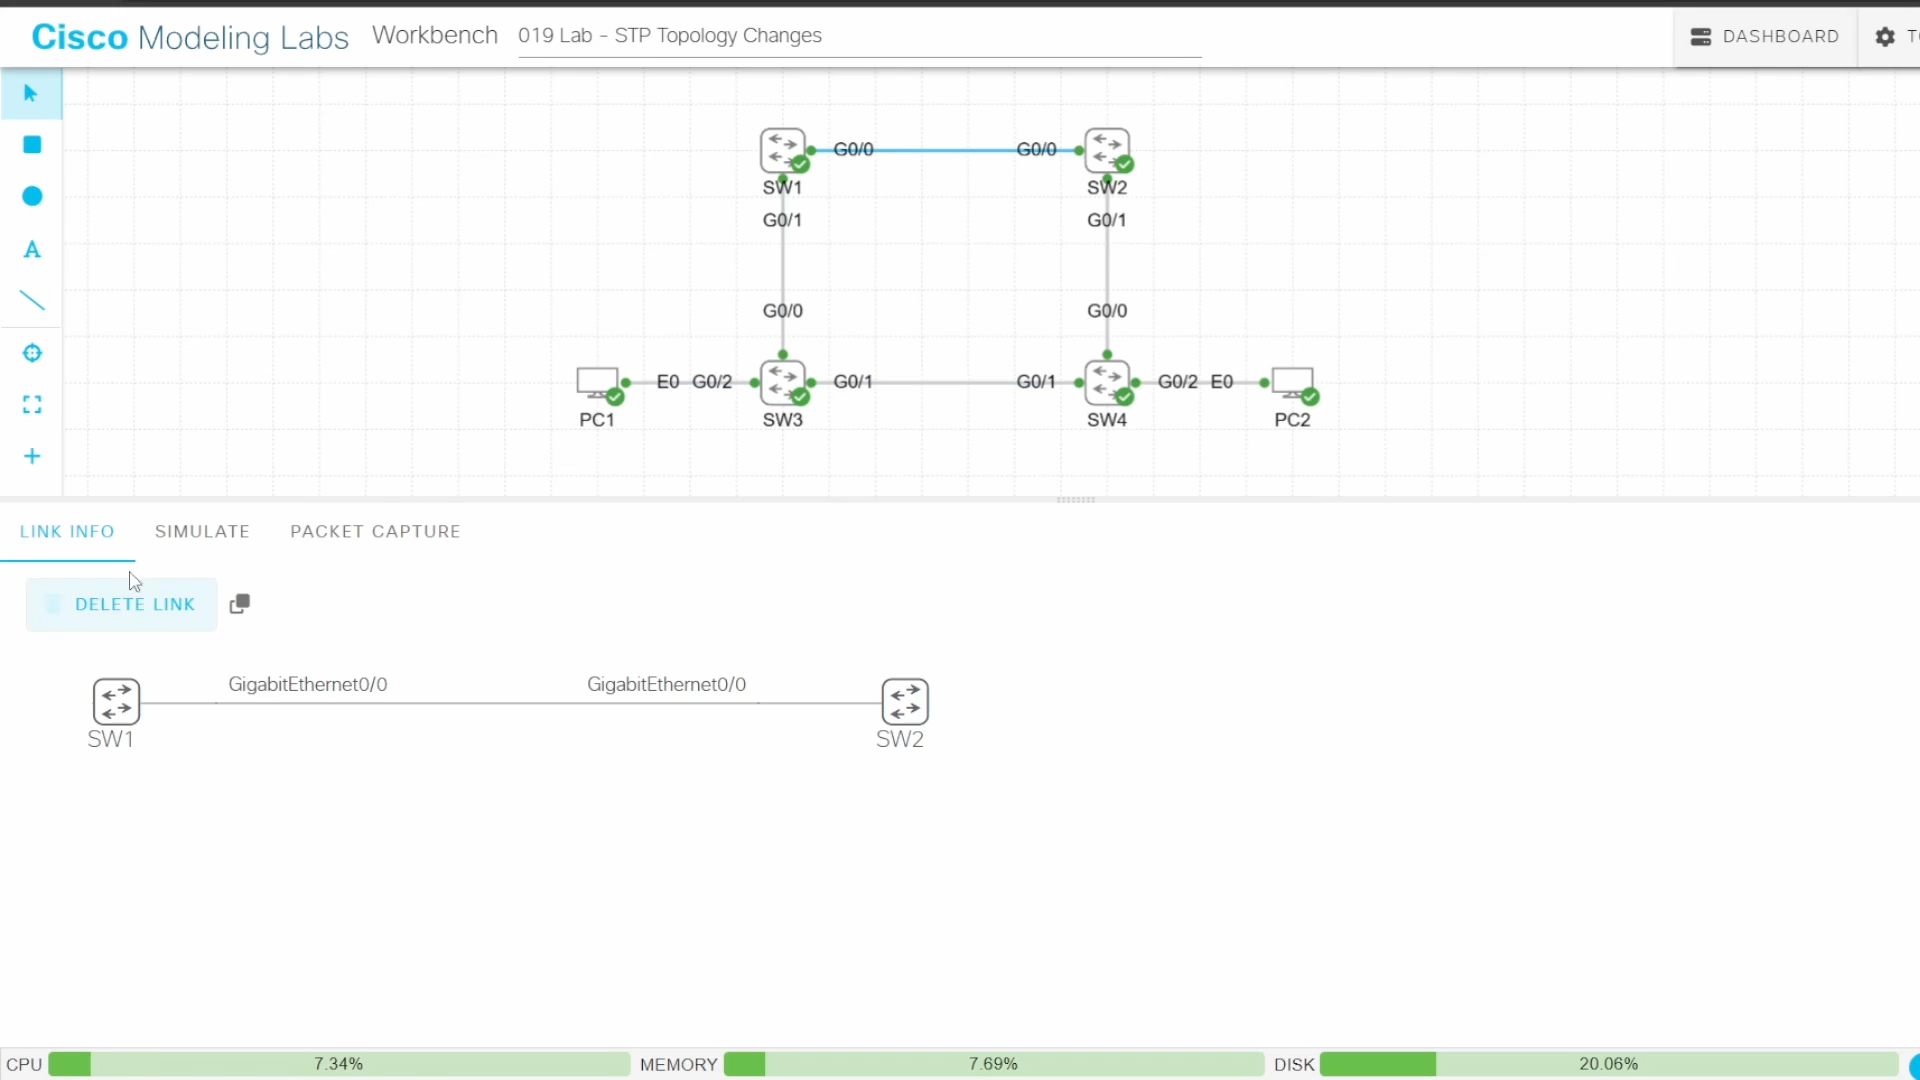 Cisco Modeling Labs Workbench 019 Lab - STP Topology Changes DASHBOARD
A
G0/0 G0/0
SW1 SW2
G0/1 G0/1
G0/0 G0/0
E0 G0/2 G0/1 G0/1 G0/2 E0
PC1 SW3 SW4 PC2
LINK INFO SIMULATE PACKET CAPTURE
DELETE LINK
GigabitEthernet0/0 GigabitEthernet0/0
SW1 SW2
CPU 7.34% MEMORY 7.69% DISK 20.06%